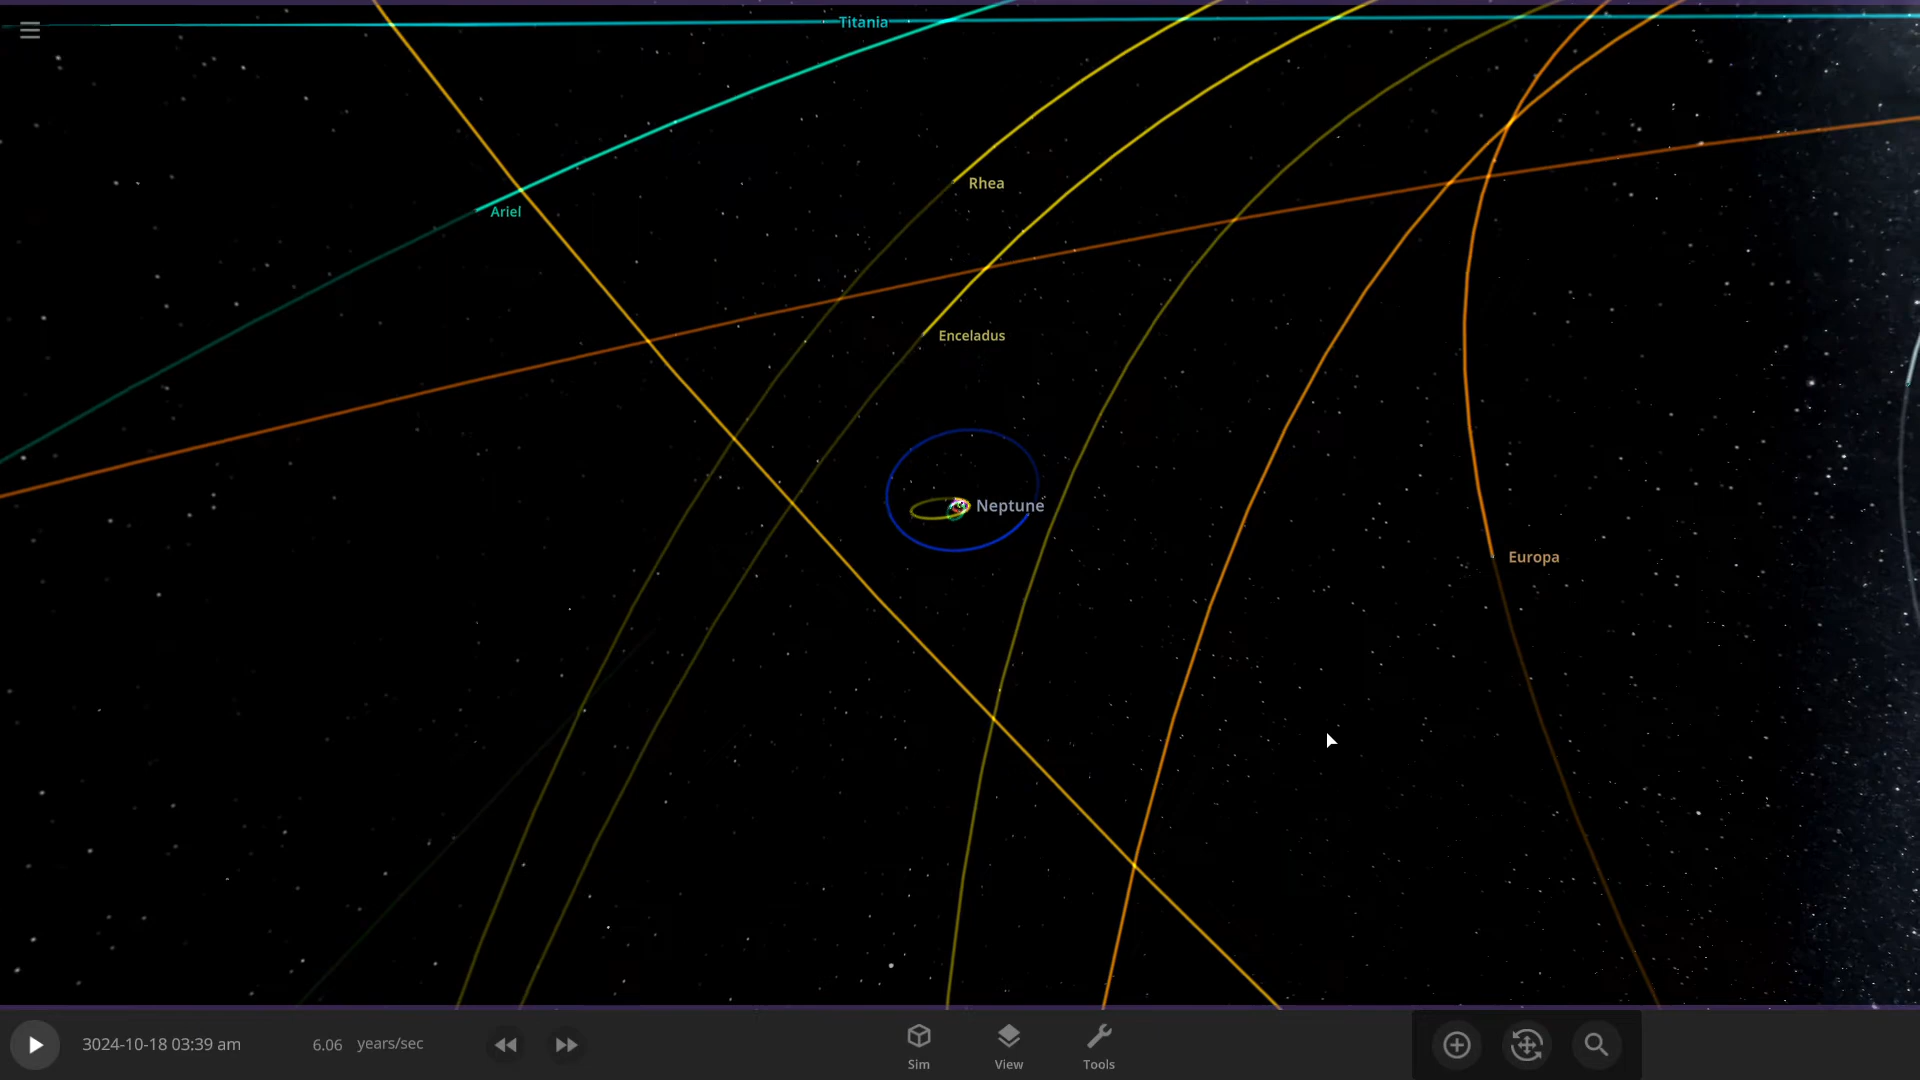 Titania
Rhea
Ariel
Enceladus
Neptune
Europa
3024-10-18 03:39 am
6.06 years/sec
Sim
View
Tools